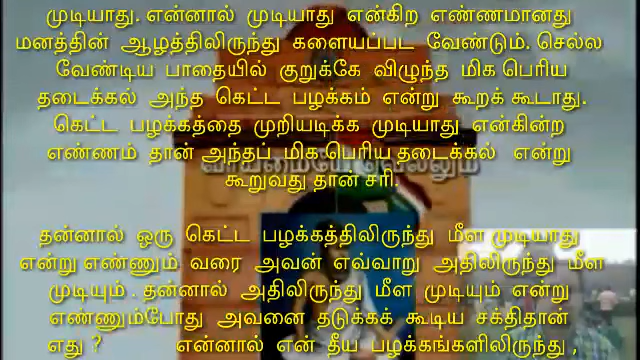 முடியாது. என்னால் முடியாது என்கிற எண்ணமானது
மனத்தின் ஆழத்திலிருந்து களையப்பட வேண்டும். செல்ல
வேண்டிய பாதையில் குறுக்கே விழுந்த மிக பெரிய
தடைக்கல் அந்த கெட்ட பழக்கம் என்று கூறக் கூடாது.
கெட்ட பழக்கத்தை முறியடிக்க முடியாது என்கின்ற
எண்ணம் தான் அந்தப் மிக பெரிய தடைக்கல் என்று
வாய்மையே வெல்லும்
கூறுவது தான் சரி.
தன்னால் ஒரு கெட்ட பழக்கத்திலிருந்து மீள முடியாது
என்று எண்ணும் வரை அவன் எவ்வாறு அதிலிருந்து மீள
முடியும் . தன்னால் அதிலிருந்து மீள முடியும் என்று
எண்ணும்போது அவனை தடுக்கக் கூடிய சக்திதான்
எது ? என்னால் என் தீய பழக்கங்களிலிருந்து ,